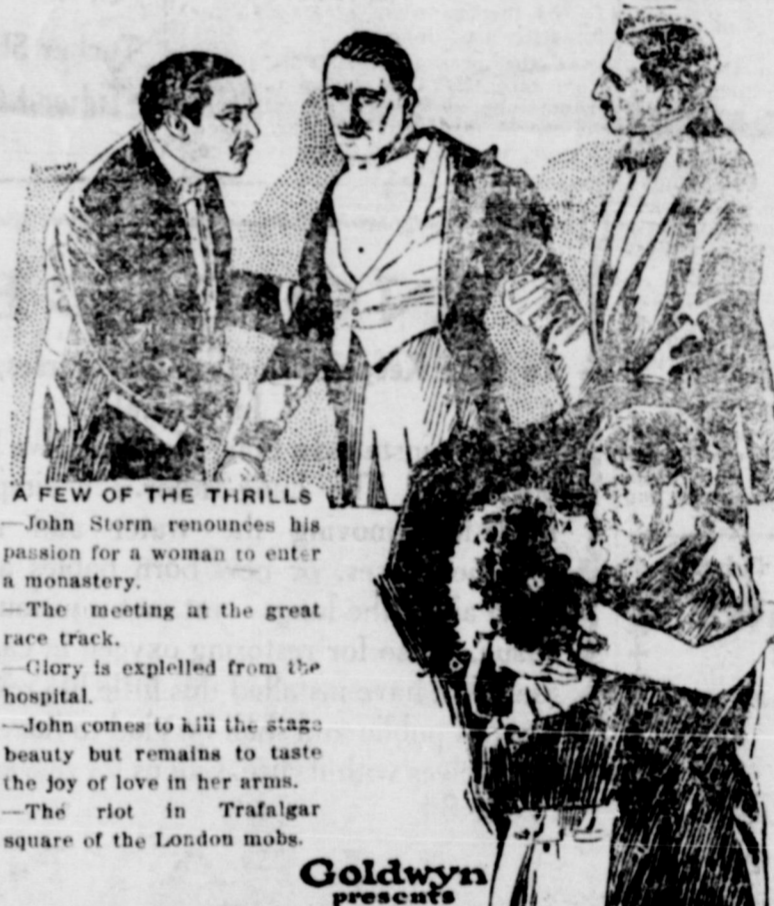 A FEW OF THE THRILLS
—John Storm renounces his
passion for a woman to enter
a monastery.
—The meeting at the great
race track.
—Glory is explelled from the
hospital.
—John comes to kill the stage
beauty but remains to taste
the joy of love in her arms.
—The riot in Trafalgar
square of the London mobs.
Goldwyn
presents